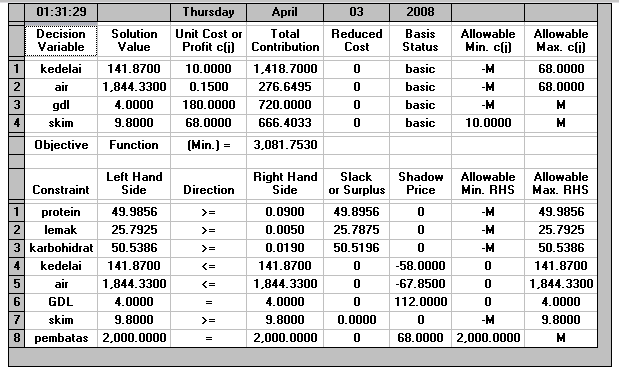 01:31:29 Thursday April 03 2008
Decision Variable Solution Value Unit Cost or Profit c(j) Total Contribution Reduced Cost Basis Status Allowable Min. c(j) Allowable Max. c(j)
1 kedelai 141.8700 10.0000 1,418.7000 0 basic -M 68.0000
2 air 1,844.3300 0.1500 276.6495 0 basic -M 68.0000
3 gdl 4.0000 180.0000 720.0000 0 basic -M M
4 skim 9.8000 68.0000 666.4033 0 basic 10.0000 M
Objective Function (Min.) = 3,081.7530
Constraint Left Hand Side Direction Right Hand Side Slack or Surplus Shadow Price Allowable Min. RHS Allowable Max. RHS
1 protein 49.9856 >= 0.0900 49.8956 0 -M 49.9856
2 lemak 25.7925 >= 0.0050 25.7875 0 -M 25.7925
3 karbohidrat 50.5386 >= 0.0190 50.5196 0 -M 50.5386
4 kedelai 141.8700 <= 141.8700 0 -58.0000 0 141.8700
5 air 1,844.3300 <= 1,844.3300 0 -67.8500 0 1,844.3300
6 GDL 4.0000 = 4.0000 0 112.0000 0 4.0000
7 skim 9.8000 >= 9.8000 0.0000 0 -M 9.8000
8 pembatas 2,000.0000 = 2,000.0000 0 68.0000 2,000.0000 M